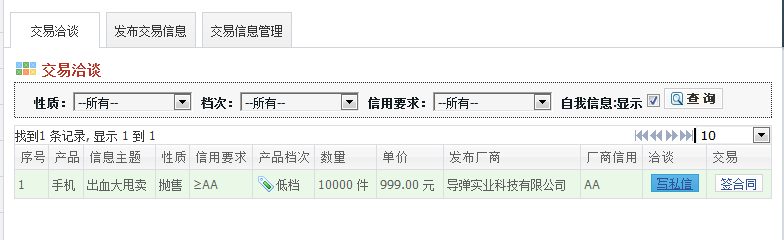 交易洽谈 发布交易信息 交易信息管理
交易洽谈
性质： --所有-- 档次： --所有-- 信用要求： --所有-- 自我信息:显示 查 询
找到1 条记录, 显示 1 到 1 10
序号 产品 信息主题 性质 信用要求 产品档次 数量 单价 发布厂商 厂商信用 洽谈 交易
1 手机 出血大甩卖 抛售 ≥AA 低档 10000 件 999.00 元 导弹实业科技有限公司 AA 写私信 签合同